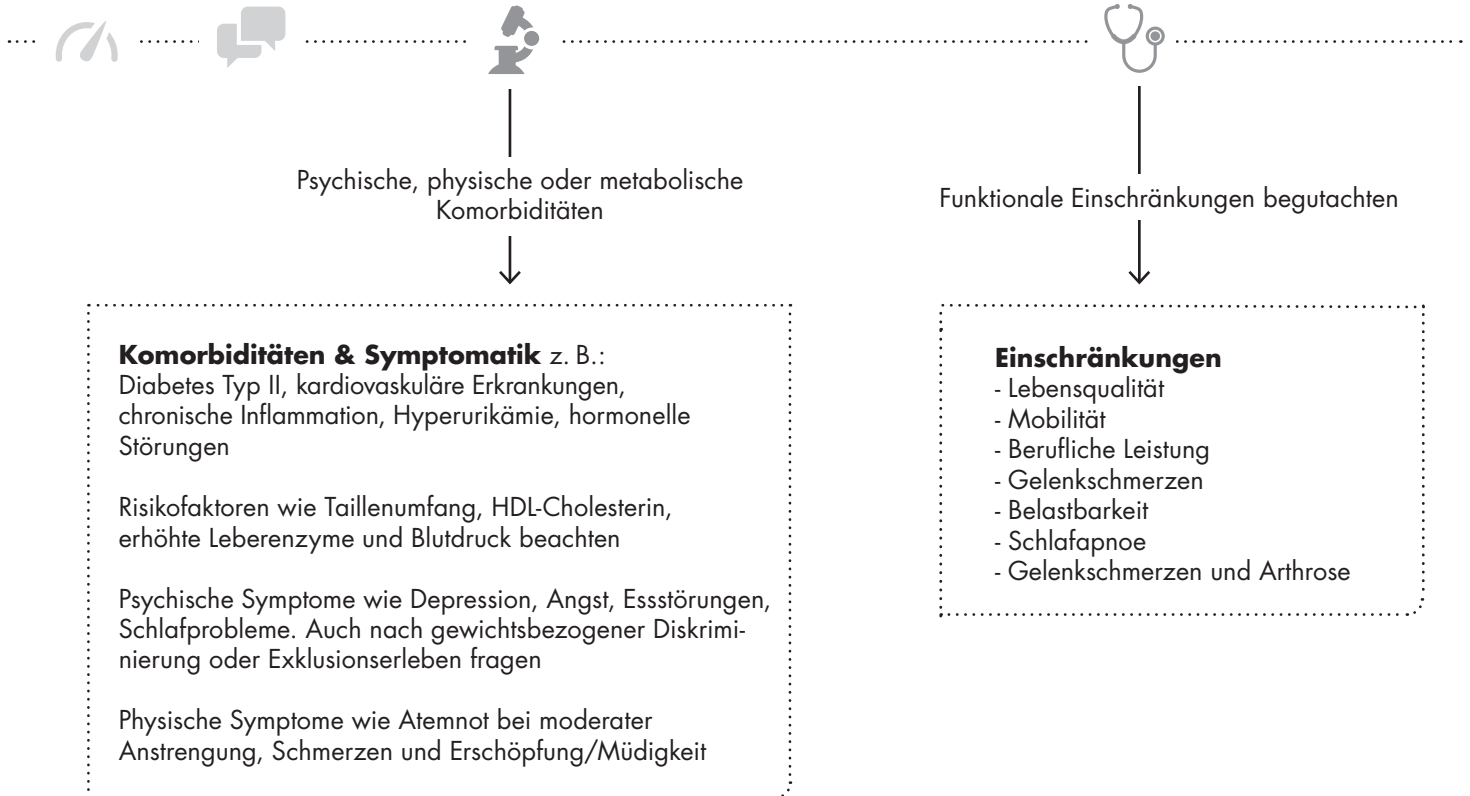 Psychische, physische oder metabolische
Komorbiditäten
Komorbiditäten & Symptomatik z. B.:
Diabetes Typ II, kardiovaskuläre Erkrankungen,
chronische Inflammation, Hyperurikämie, hormonelle
Störungen
Risikofaktoren wie Taillenumfang, HDL-Cholesterin,
erhöhte Leberenzyme und Blutdruck beachten
Psychische Symptome wie Depression, Angst, Essstörungen,
Schlafprobleme. Auch nach gewichtsbezogener Diskrimi-
nierung oder Exklusionserleben fragen
Physische Symptome wie Atemnot bei moderater
Anstrengung, Schmerzen und Erschöpfung/Müdigkeit
Funktionale Einschränkungen begutachten
Einschränkungen
- Lebensqualität
- Mobilität
- Berufliche Leistung
- Gelenkschmerzen
- Belastbarkeit
- Schlafapnoe
- Gelenkschmerzen und Arthrose